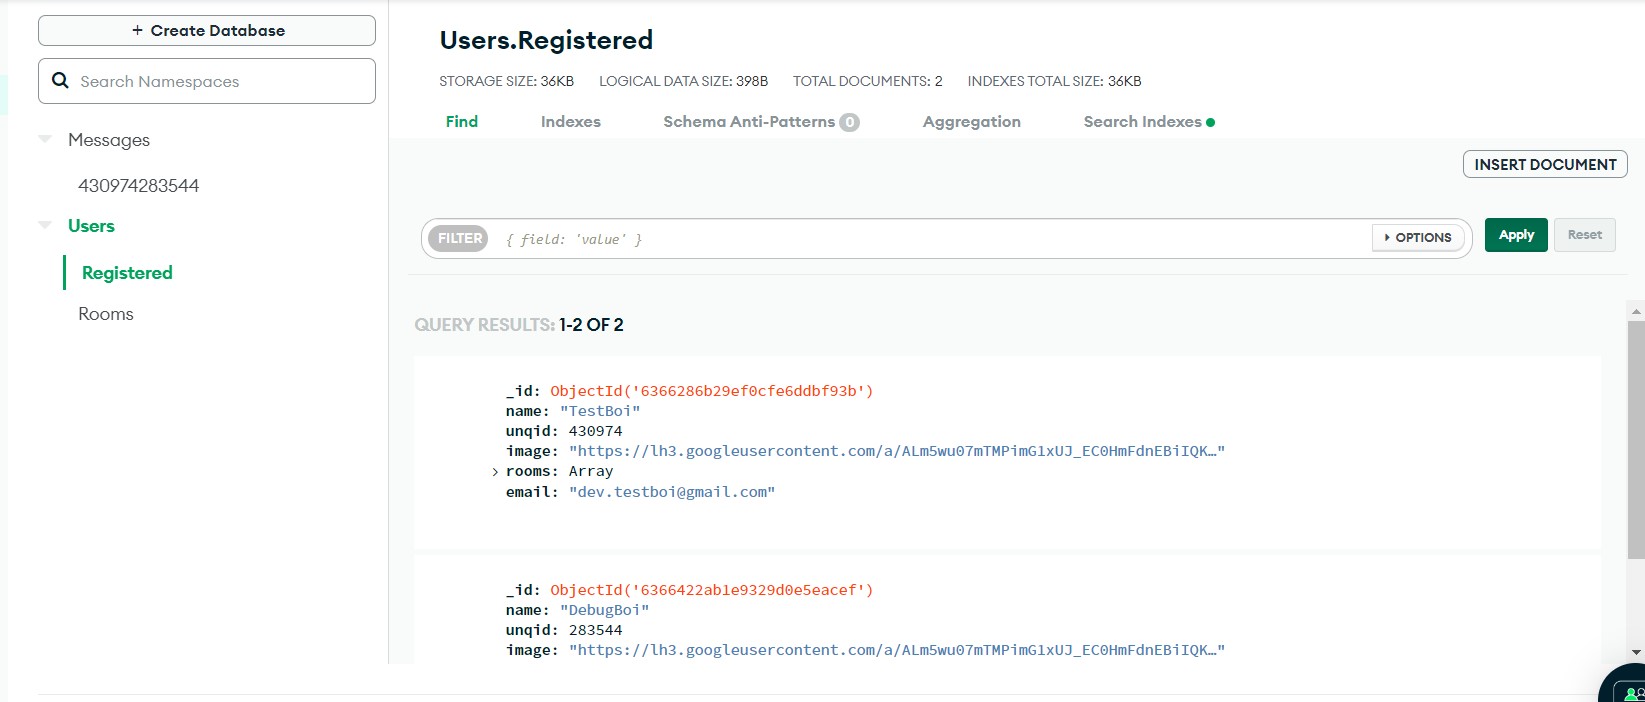 + Create Database
Search Namespaces
Messages
430974283544
Users
Registered
Rooms
Users.Registered
STORAGE SIZE: 36KB LOGICAL DATA SIZE: 398B TOTAL DOCUMENTS: 2 INDEXES TOTAL SIZE: 36KB
Find Indexes Schema Anti-Patterns 0 Aggregation Search Indexes
INSERT DOCUMENT
FILTER { field: 'value' } OPTIONS Apply Reset
QUERY RESULTS: 1-2 OF 2
_id: ObjectId('6366286b29ef0cfe6ddbf93b')
name: "TestBoi"
unqid: 430974
image: "https://lh3.googleusercontent.com/a/ALm5wu07mTMPimG1xUJ_EC0HmFdnEBiIQK…"
rooms: Array
email: "dev.testboi@gmail.com"
_id: ObjectId('6366422ab1e9329d0e5eacef')
name: "DebugBoi"
unqid: 283544
image: "https://lh3.googleusercontent.com/a/ALm5wu07mTMPimG1xUJ_EC0HmFdnEBiIQK…"